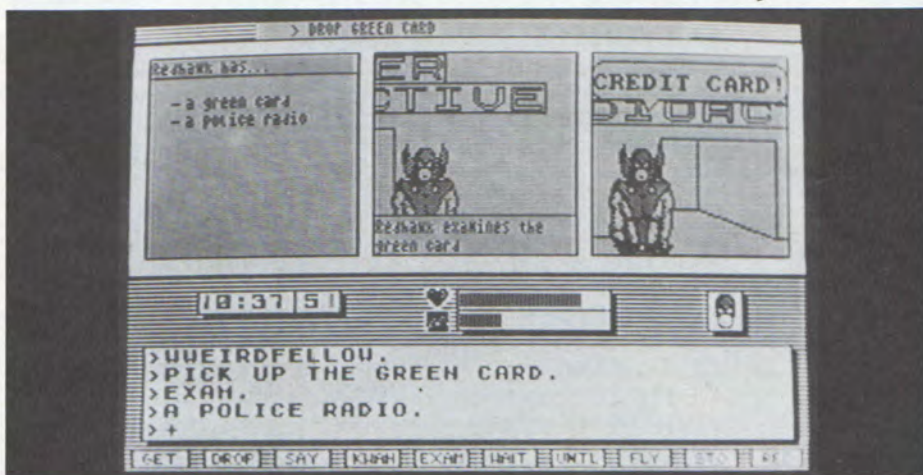 > DROP GREEN CARD
Redhawk has...
- a green card
- a police radio
ER
CTIVE
Redhawk examines the
green card
CREDIT CARD!
10:37 51
>WWEIRDFELLOW.
>PICK UP THE GREEN CARD.
>EXAM.
>A POLICE RADIO.
>+
GET DROP SAY KWAH EXAM WAIT UNTL FLY